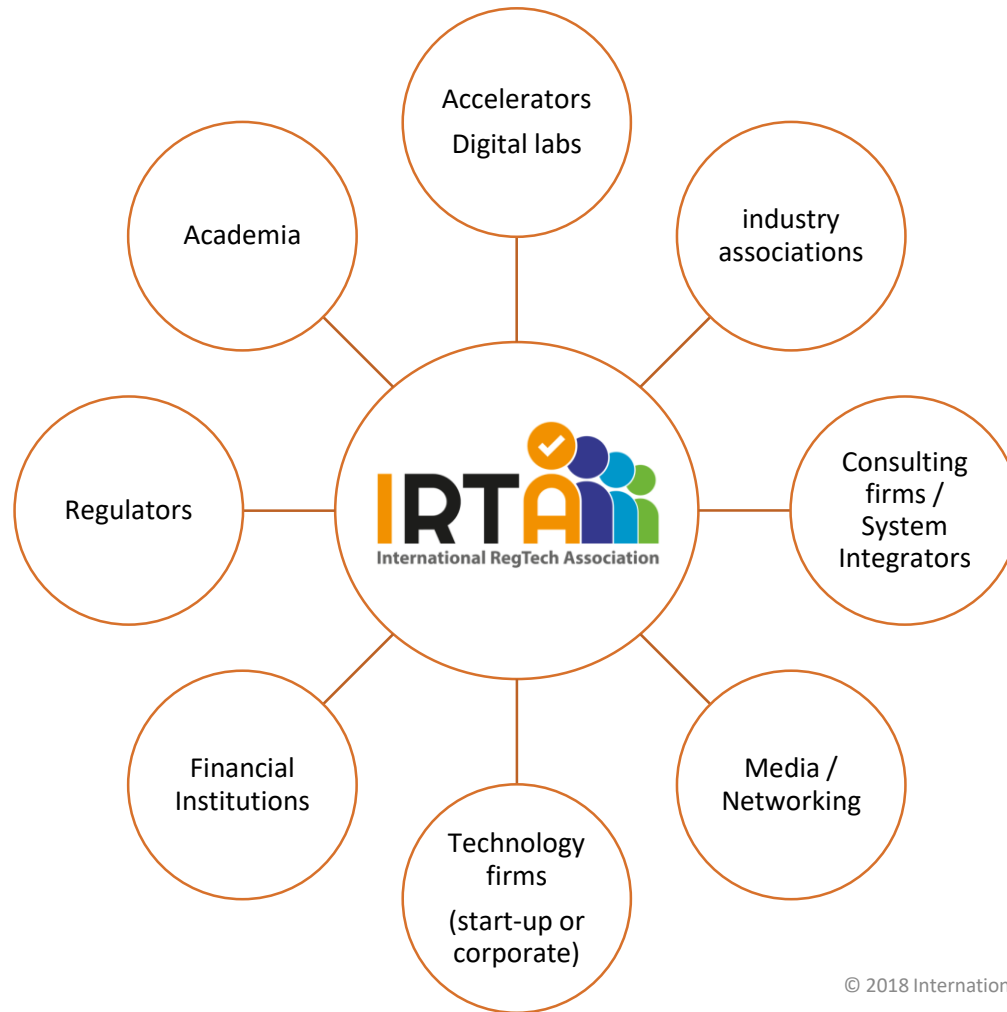 Accelerators
Digital labs
industry
associations
Academia
Consulting
firms /
System
Integrators
Regulators
IRTA
International RegTech Association
Media /
Networking
Financial
Institutions
Technology
firms
(start-up or
corporate)
© 2018 Internation